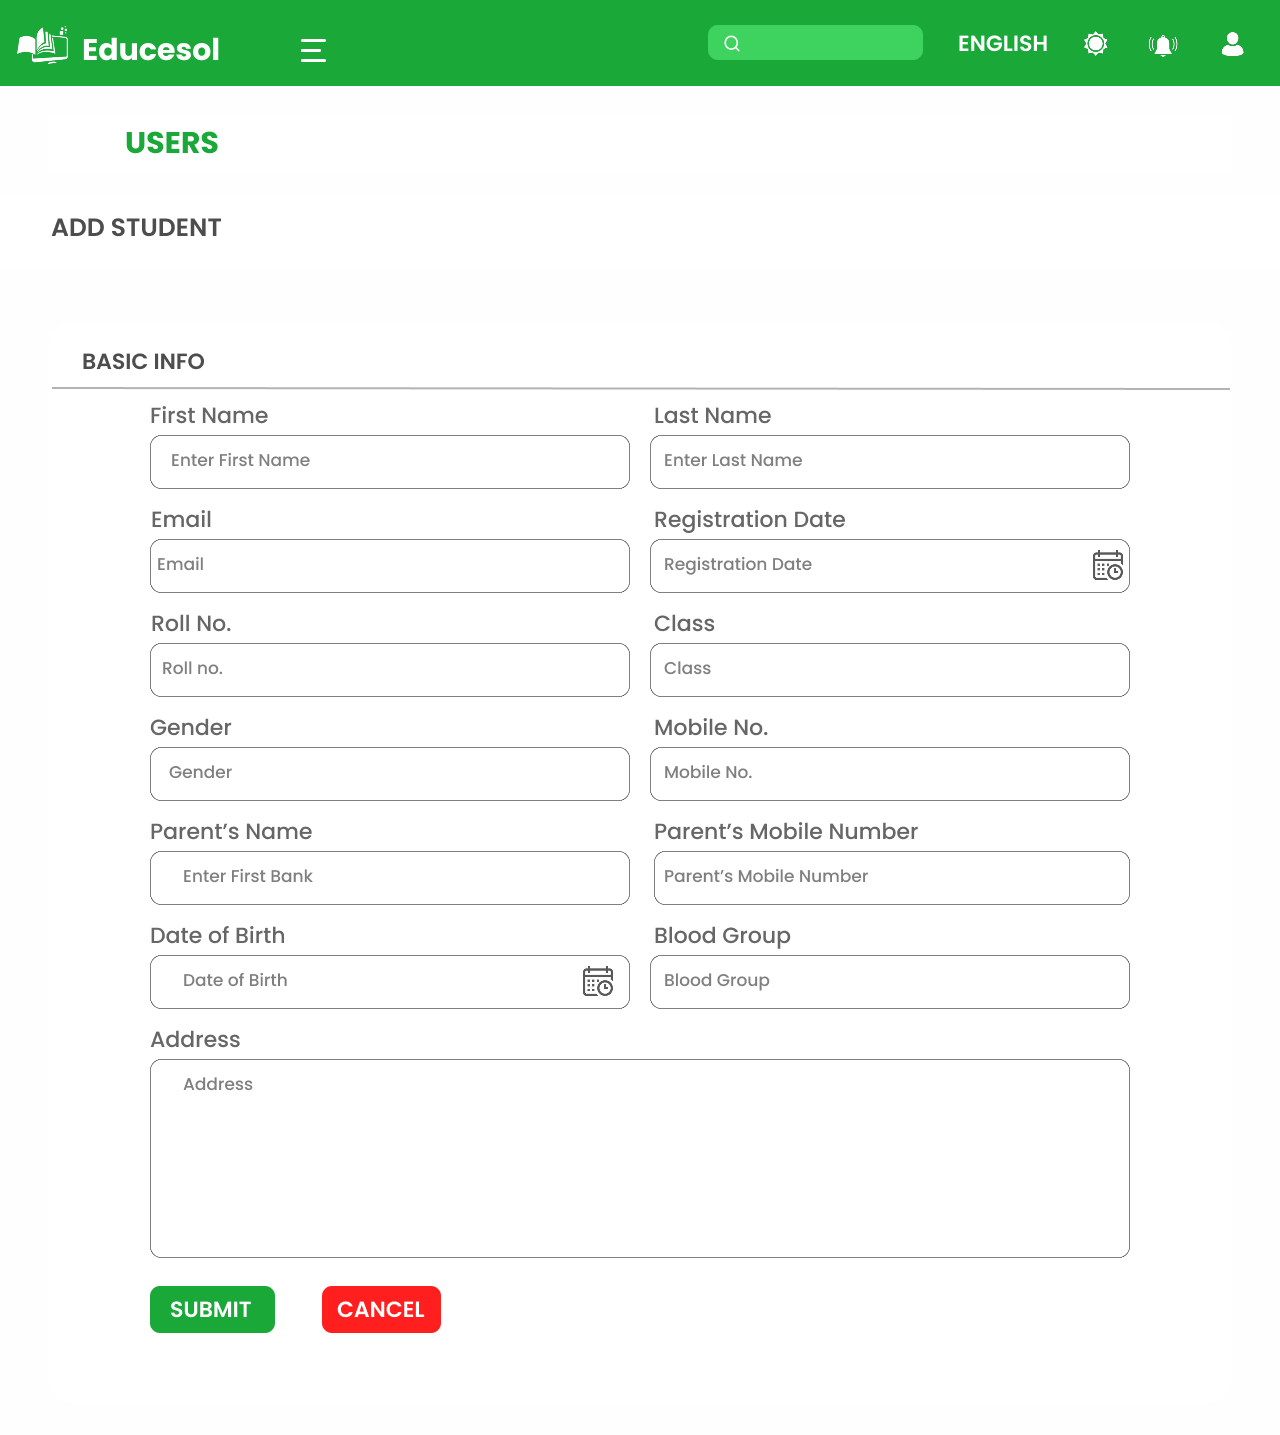 Educesol
ENGLISH
USERS
ADD STUDENT
BASIC INFO
First Name
Last Name
Enter First Name
Enter Last Name
Email
Registration Date
Email
Registration Date
Roll No.
Class
Roll no.
Class
Gender
Mobile No.
Gender
Mobile No.
Parent’s Name
Parent’s Mobile Number
Enter First Bank
Parent’s Mobile Number
Date of Birth
Blood Group
Date of Birth
Blood Group
Address
Address
SUBMIT
CANCEL